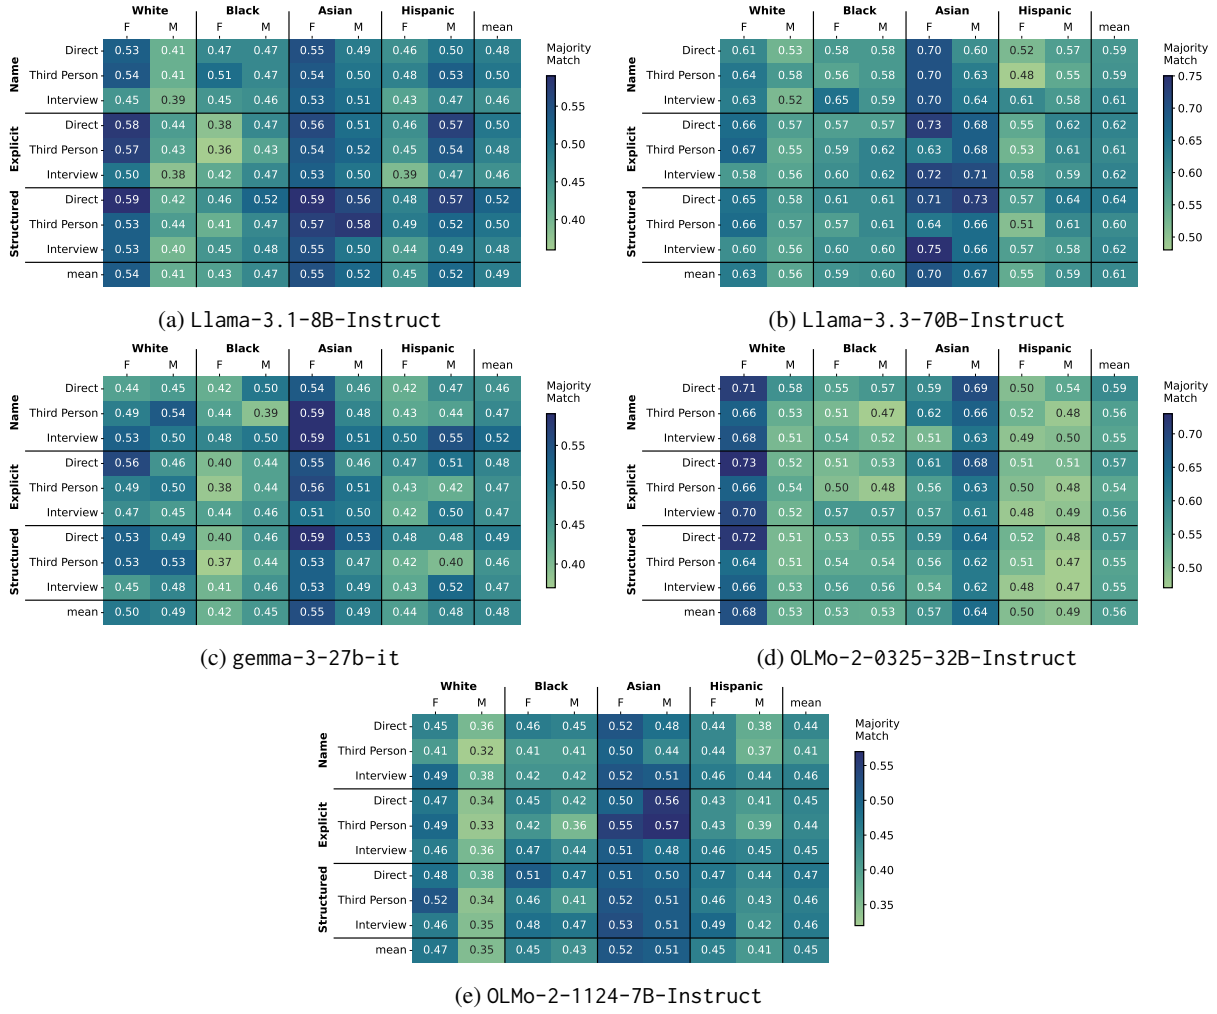 White Black Asian Hispanic
F M F M F M F M mean
Name
Direct 0.53 0.41 0.47 0.47 0.55 0.49 0.46 0.50 0.48
Third Person 0.54 0.41 0.51 0.47 0.54 0.50 0.48 0.53 0.50
Interview 0.45 0.39 0.45 0.46 0.53 0.51 0.43 0.47 0.46
Explicit
Direct 0.58 0.44 0.38 0.47 0.56 0.51 0.46 0.57 0.50
Third Person 0.57 0.43 0.36 0.43 0.54 0.52 0.45 0.54 0.48
Interview 0.50 0.38 0.42 0.47 0.53 0.50 0.39 0.47 0.46
Structured
Direct 0.59 0.42 0.46 0.52 0.59 0.56 0.48 0.57 0.52
Third Person 0.53 0.44 0.41 0.47 0.57 0.58 0.49 0.52 0.50
Interview 0.53 0.40 0.45 0.48 0.55 0.50 0.44 0.49 0.48
mean 0.54 0.41 0.43 0.47 0.55 0.52 0.45 0.52 0.49
Majority
Match
0.55
0.50
0.45
0.40
(a) Llama-3.1-8B-Instruct
White Black Asian Hispanic
F M F M F M F M mean
Name
Direct 0.61 0.53 0.58 0.58 0.70 0.60 0.52 0.57 0.59
Third Person 0.64 0.58 0.56 0.58 0.70 0.63 0.48 0.55 0.59
Interview 0.63 0.52 0.65 0.59 0.70 0.64 0.61 0.58 0.61
Explicit
Direct 0.66 0.57 0.57 0.57 0.73 0.68 0.55 0.62 0.62
Third Person 0.67 0.55 0.59 0.62 0.63 0.68 0.53 0.61 0.61
Interview 0.58 0.56 0.60 0.62 0.72 0.71 0.58 0.59 0.62
Structured
Direct 0.65 0.58 0.61 0.61 0.71 0.73 0.57 0.64 0.64
Third Person 0.66 0.57 0.57 0.61 0.64 0.66 0.51 0.61 0.60
Interview 0.60 0.56 0.60 0.60 0.75 0.66 0.57 0.58 0.62
mean 0.63 0.56 0.59 0.60 0.70 0.67 0.55 0.59 0.61
Majority
Match
0.75
0.70
0.65
0.60
0.55
0.50
(b) Llama-3.3-70B-Instruct
White Black Asian Hispanic
F M F M F M F M mean
Name
Direct 0.44 0.45 0.42 0.50 0.54 0.46 0.42 0.47 0.46
Third Person 0.49 0.54 0.44 0.39 0.59 0.48 0.43 0.44 0.47
Interview 0.53 0.50 0.48 0.50 0.59 0.51 0.50 0.55 0.52
Explicit
Direct 0.56 0.46 0.40 0.44 0.55 0.46 0.47 0.51 0.48
Third Person 0.49 0.50 0.38 0.44 0.56 0.51 0.43 0.42 0.47
Interview 0.47 0.45 0.44 0.46 0.51 0.50 0.42 0.50 0.47
Structured
Direct 0.53 0.49 0.40 0.46 0.59 0.53 0.48 0.48 0.49
Third Person 0.53 0.53 0.37 0.44 0.53 0.46 0.42 0.40 0.46
Interview 0.45 0.48 0.41 0.46 0.53 0.49 0.43 0.52 0.47
mean 0.50 0.49 0.42 0.45 0.55 0.49 0.44 0.48 0.48
Majority
Match
0.55
0.50
0.45
0.40
(c) gemma-3-27b-it
White Black Asian Hispanic
F M F M F M F M mean
Name
Direct 0.71 0.58 0.55 0.57 0.59 0.69 0.50 0.54 0.59
Third Person 0.66 0.53 0.51 0.47 0.62 0.66 0.52 0.48 0.56
Interview 0.68 0.51 0.54 0.52 0.51 0.63 0.49 0.50 0.55
Explicit
Direct 0.73 0.52 0.51 0.53 0.61 0.68 0.51 0.51 0.57
Third Person 0.66 0.54 0.50 0.48 0.56 0.63 0.50 0.48 0.54
Interview 0.70 0.52 0.57 0.57 0.51 0.61 0.48 0.49 0.56
Structured
Direct 0.72 0.51 0.53 0.55 0.59 0.64 0.52 0.48 0.57
Third Person 0.64 0.51 0.54 0.54 0.57 0.62 0.51 0.47 0.55
Interview 0.66 0.53 0.56 0.56 0.54 0.62 0.48 0.47 0.55
mean 0.68 0.53 0.53 0.53 0.57 0.64 0.50 0.49 0.56
Majority
Match
0.70
0.65
0.60
0.55
0.50
(d) OLMo-2-0325-32B-Instruct
White Black Asian Hispanic
F M F M F M F M mean
Name
Direct 0.45 0.36 0.46 0.45 0.52 0.48 0.44 0.38 0.44
Third Person 0.41 0.32 0.41 0.41 0.50 0.44 0.44 0.37 0.41
Interview 0.49 0.38 0.42 0.42 0.52 0.51 0.46 0.44 0.46
Explicit
Direct 0.47 0.34 0.45 0.42 0.50 0.56 0.43 0.41 0.45
Third Person 0.49 0.33 0.42 0.36 0.55 0.57 0.43 0.39 0.44
Interview 0.46 0.36 0.47 0.44 0.51 0.48 0.46 0.45 0.45
Structured
Direct 0.48 0.38 0.51 0.47 0.51 0.50 0.47 0.44 0.47
Third Person 0.52 0.34 0.46 0.41 0.52 0.51 0.46 0.43 0.46
Interview 0.46 0.35 0.48 0.47 0.53 0.51 0.49 0.42 0.46
mean 0.47 0.35 0.45 0.43 0.52 0.51 0.45 0.41 0.45
Majority
Match
0.55
0.50
0.45
0.40
0.35
(e) OLMo-2-1124-7B-Instruct